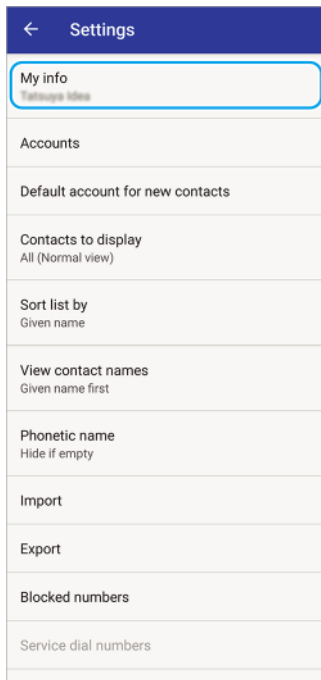 Settings
My info
Accounts
Default account for new contacts
Contacts to display
All (Normal view)
Sort list by
Given name
View contact names
Given name first
Phonetic name
Hide if empty
Import
Export
Blocked numbers
Service dial numbers